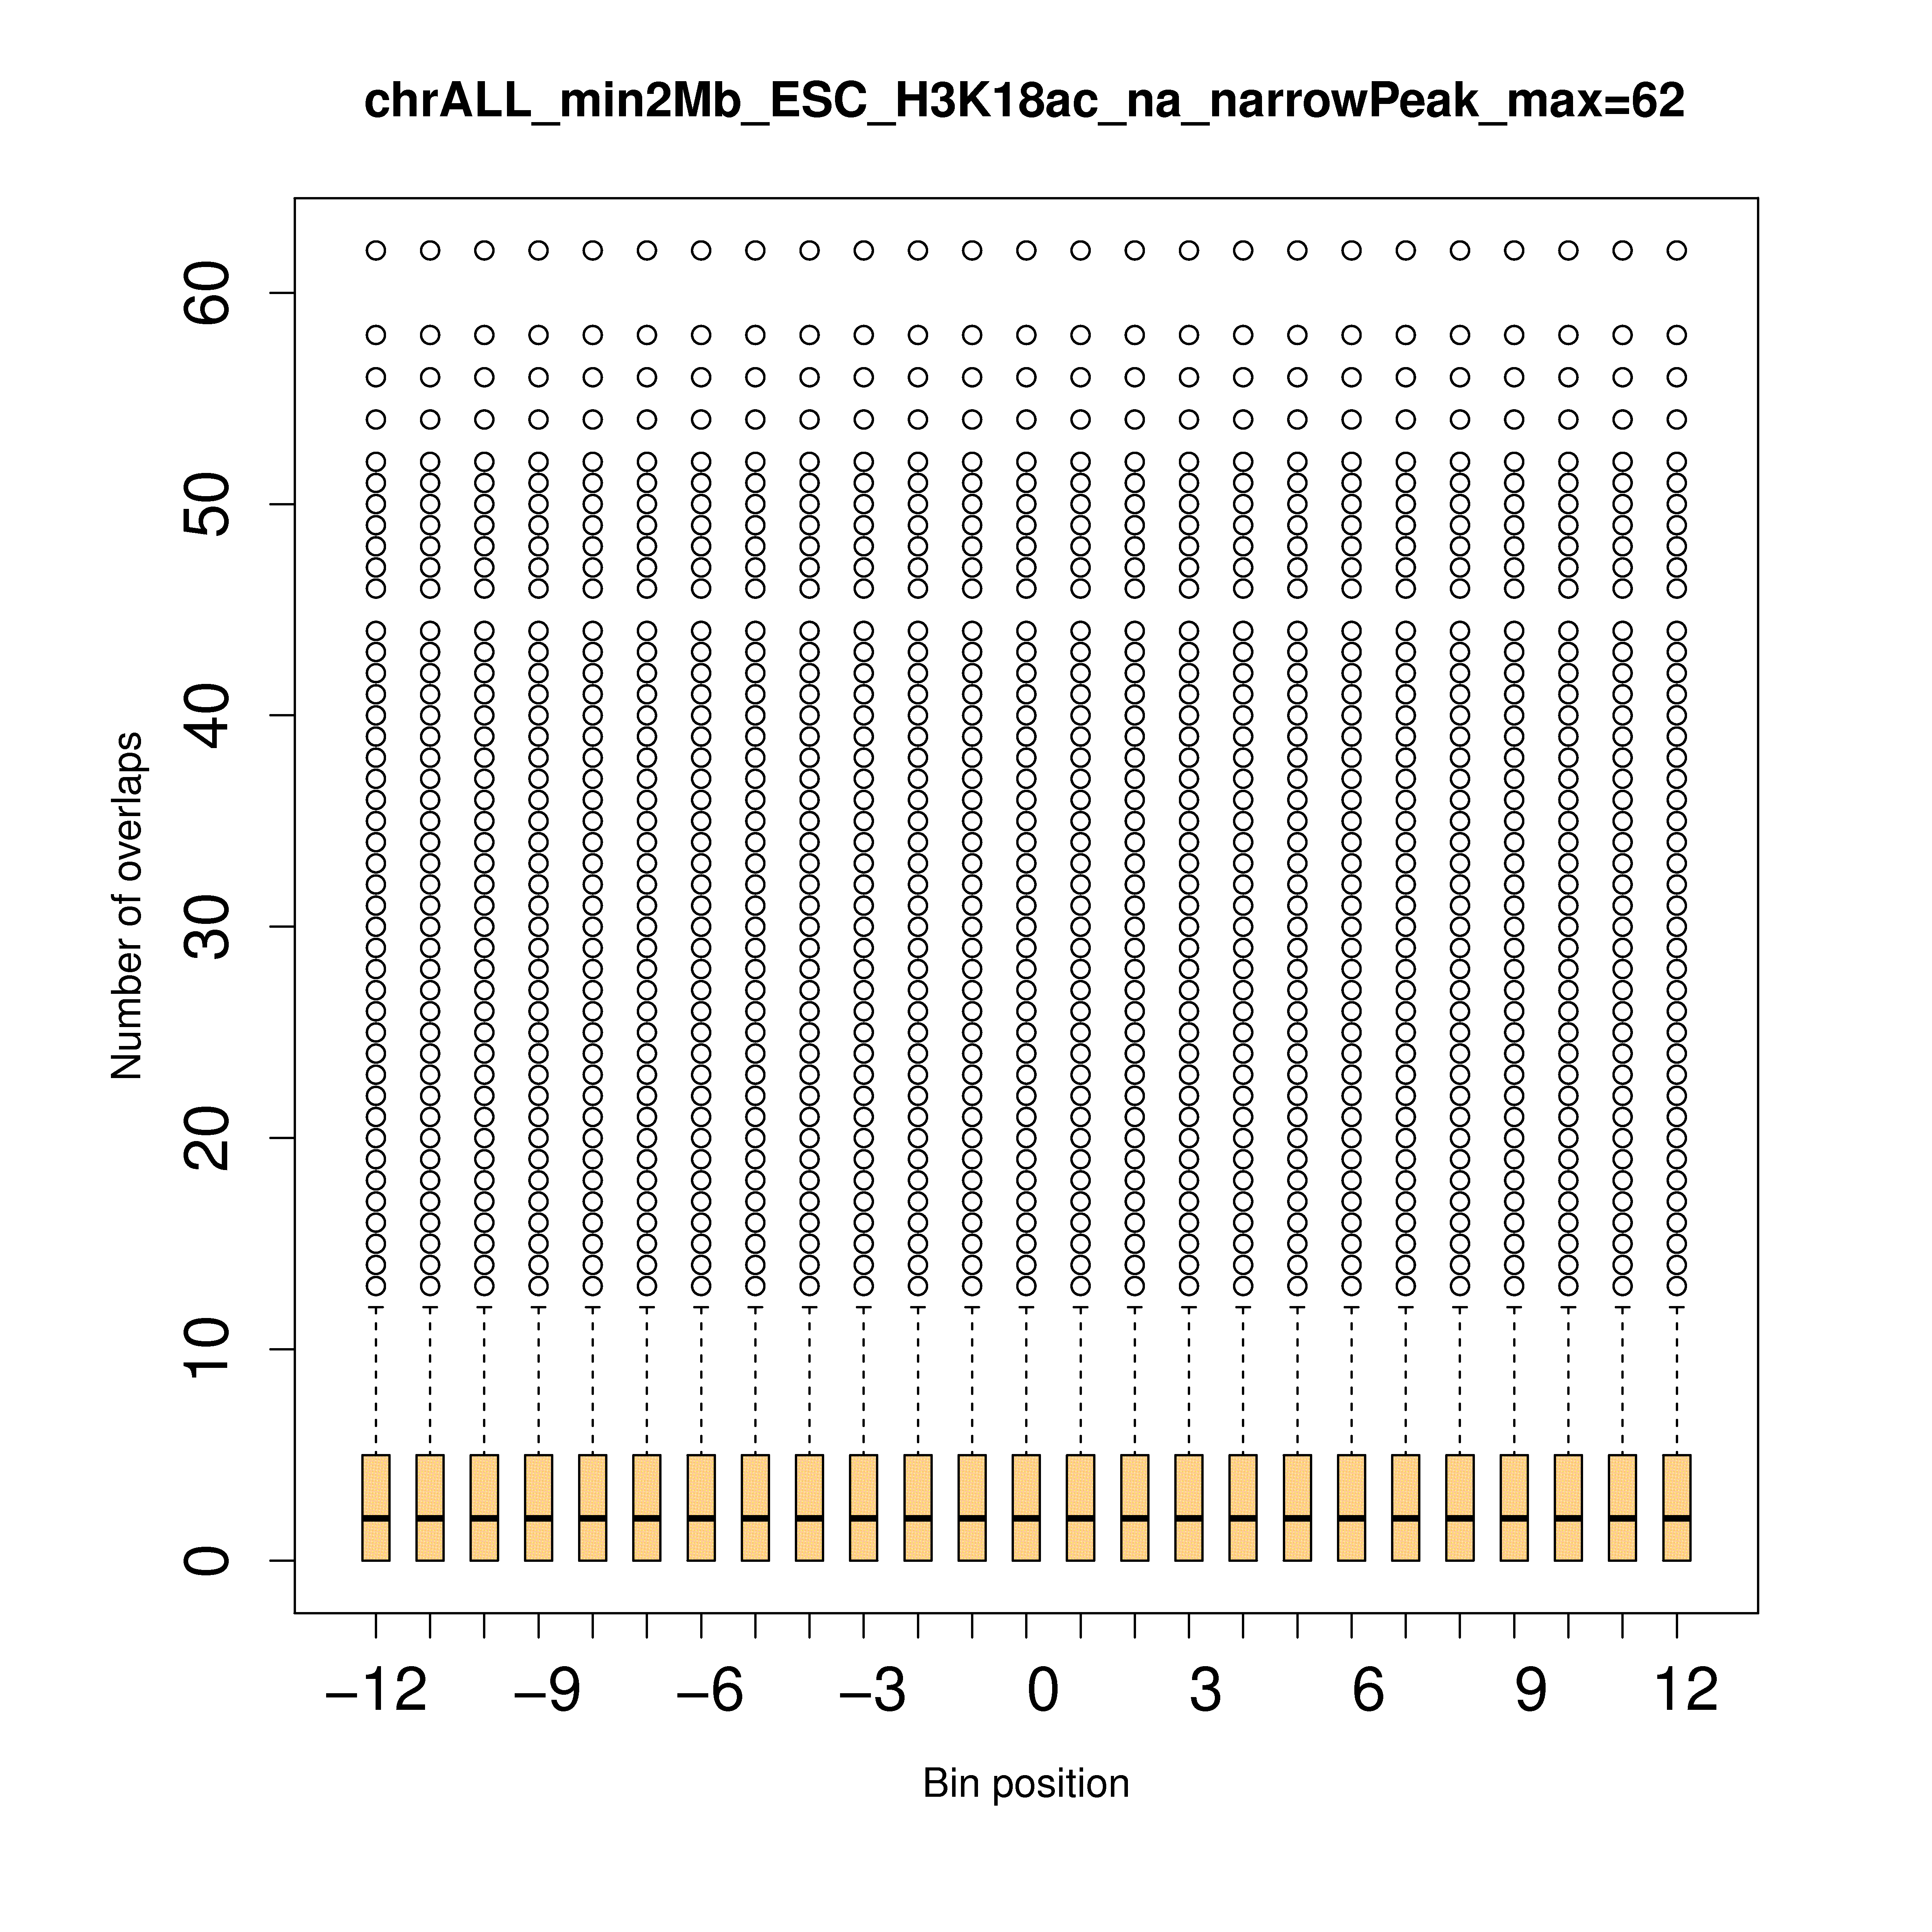 chrALL_min2Mb_ESC_H3K18ac_na_narrowPeak_max=62
60
50
40
30
20
10
0
Number of overlaps
−12 −9 −6 −3 0 3 6 9 12
Bin position